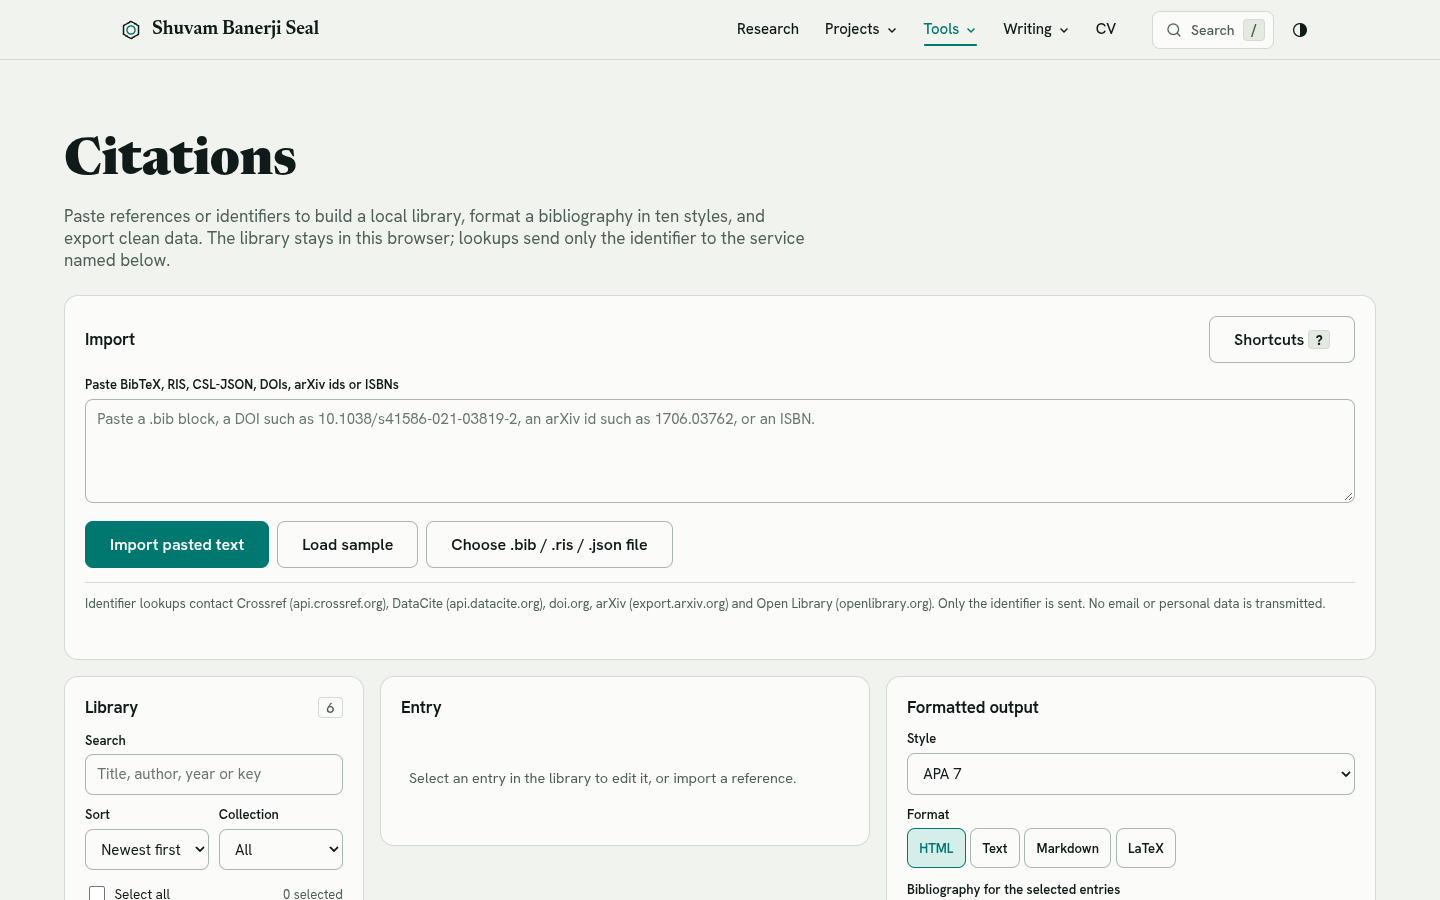 Shuvam Banerji Seal
Research Projects Tools Writing CV Search /
Citations
Paste references or identifiers to build a local library, format a bibliography in ten styles, and
export clean data. The library stays in this browser; lookups send only the identifier to the service
named below.
Import
Shortcuts ?
Paste BibTeX, RIS, CSL-JSON, DOIs, arXiv ids or ISBNs
Paste a .bib block, a DOI such as 10.1038/s41586-021-03819-2, an arXiv id such as 1706.03762, or an ISBN.
Import pasted text Load sample Choose .bib / .ris / .json file
Identifier lookups contact Crossref (api.crossref.org), DataCite (api.datacite.org), doi.org, arXiv (export.arxiv.org) and Open Library (openlibrary.org). Only the identifier is sent. No email or personal data is transmitted.
Library 6
Search
Title, author, year or key
Sort Collection
Newest first All
Select all 0 selected
Entry
Select an entry in the library to edit it, or import a reference.
Formatted output
Style
APA 7
Format
HTML Text Markdown LaTeX
Bibliography for the selected entries